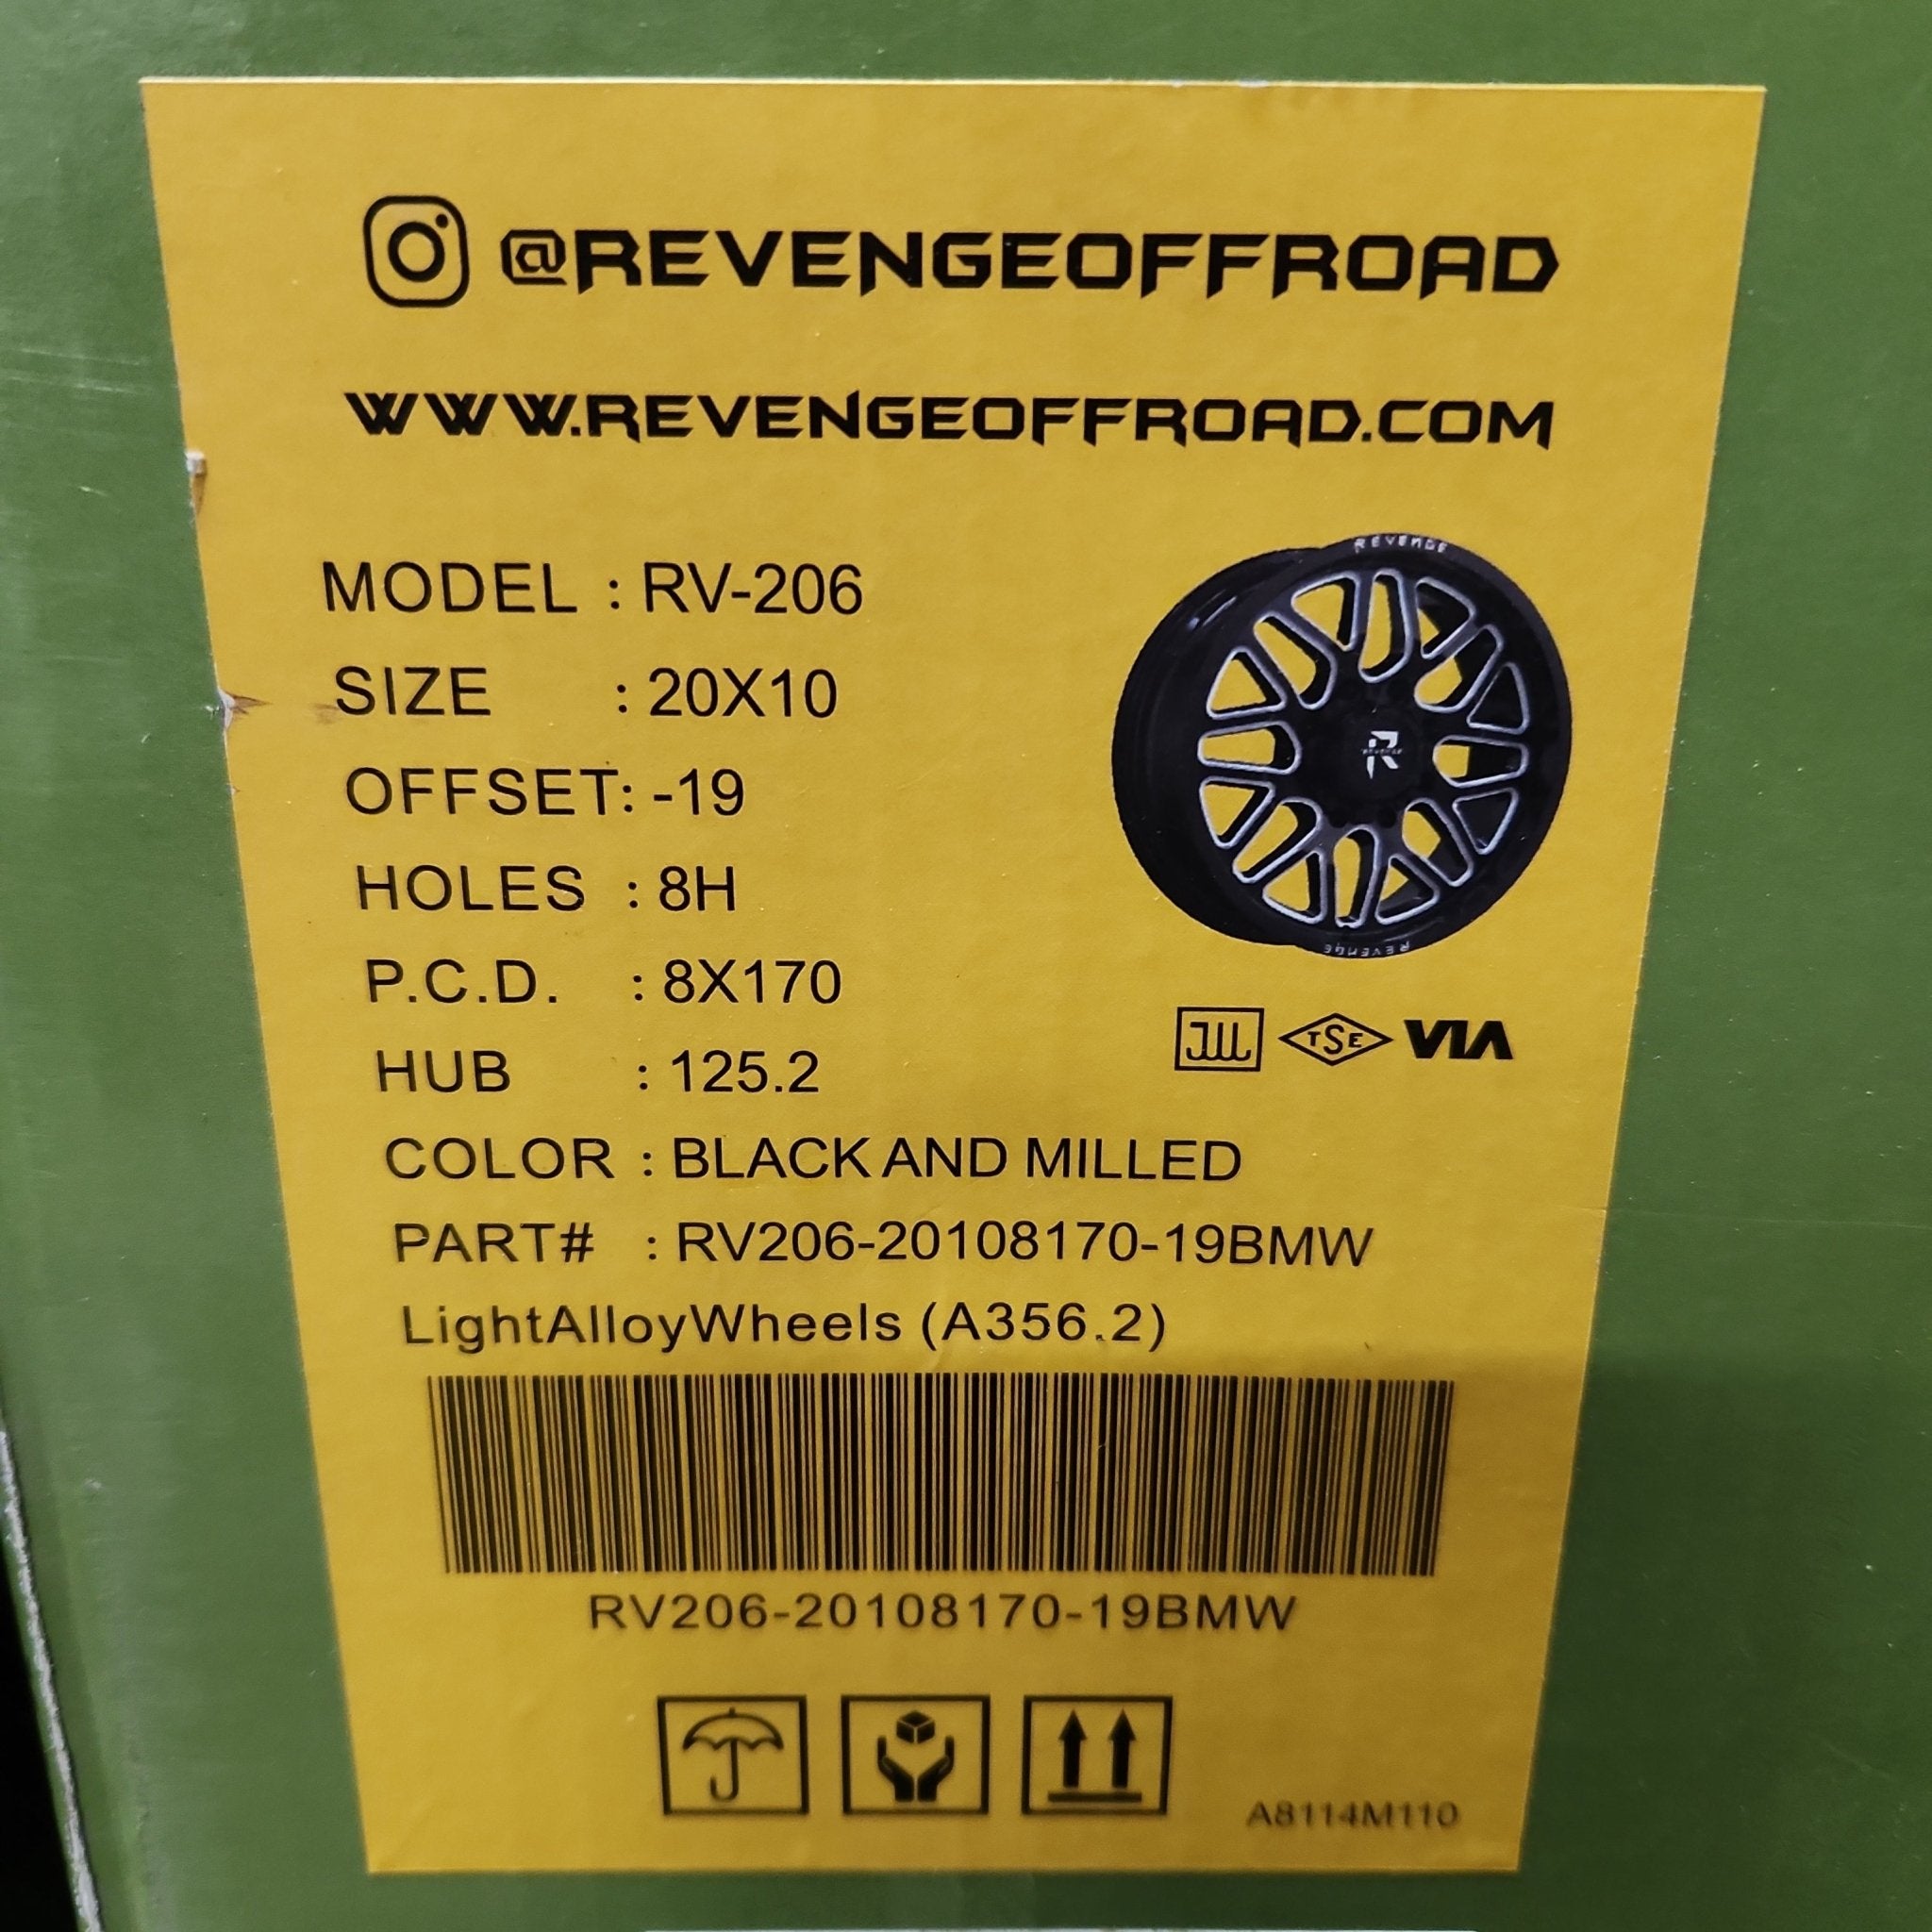 @REVENGEOFFROAD
WWW.REVENGEOFFROAD.COM
MODEL : RV-206
SIZE : 20X10
OFFSET: -19
HOLES : 8H
P.C.D. : 8X170
HUB : 125.2
COLOR : BLACK AND MILLED
PART# : RV206-20108170-19BMW
LightAlloyWheels (A356.2)
REVENGE
R
REVENGE
REVENGE
JWL TSE VIA
RV206-20108170-19BMW
A8114M110